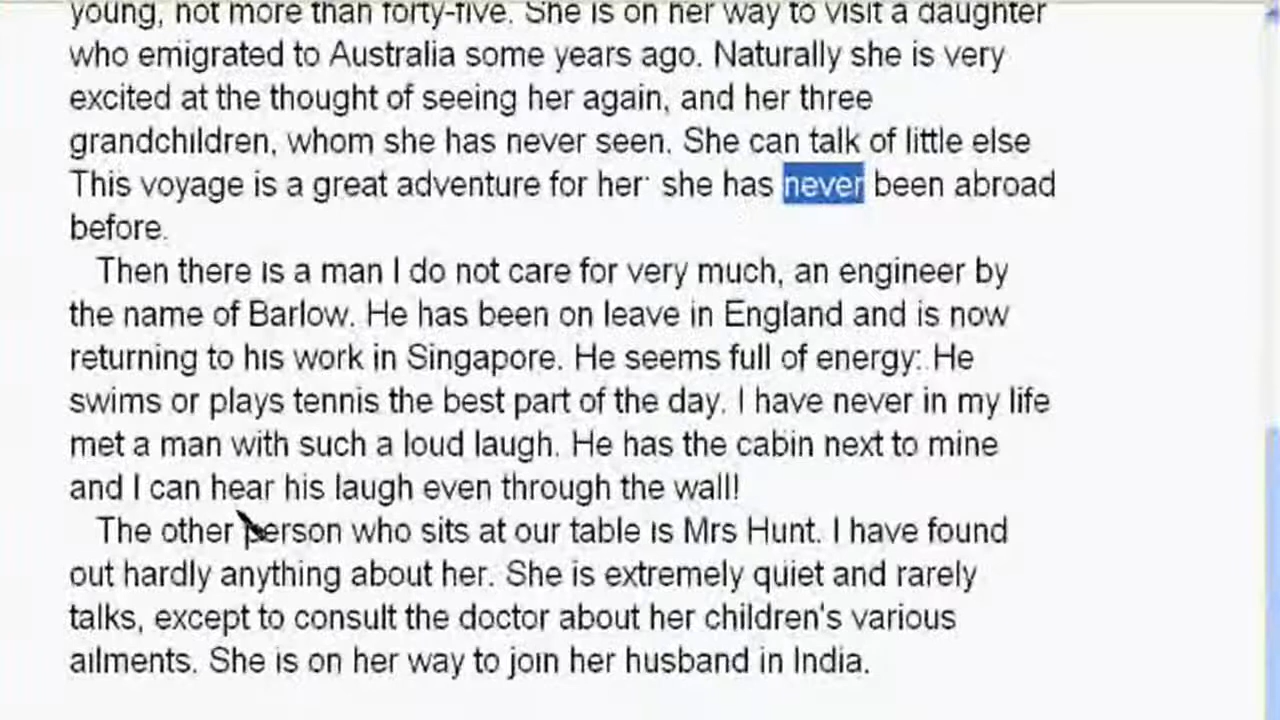 young, not more than forty-five. She is on her way to visit a daughter
who emigrated to Australia some years ago. Naturally she is very
excited at the thought of seeing her again, and her three
grandchildren, whom she has never seen. She can talk of little else
This voyage is a great adventure for her: she has never been abroad
before.
Then there is a man I do not care for very much, an engineer by
the name of Barlow. He has been on leave in England and is now
returning to his work in Singapore. He seems full of energy: He
swims or plays tennis the best part of the day. I have never in my life
met a man with such a loud laugh. He has the cabin next to mine
and I can hear his laugh even through the wall!
The other person who sits at our table is Mrs Hunt. I have found
out hardly anything about her. She is extremely quiet and rarely
talks, except to consult the doctor about her children's various
ailments. She is on her way to join her husband in India.